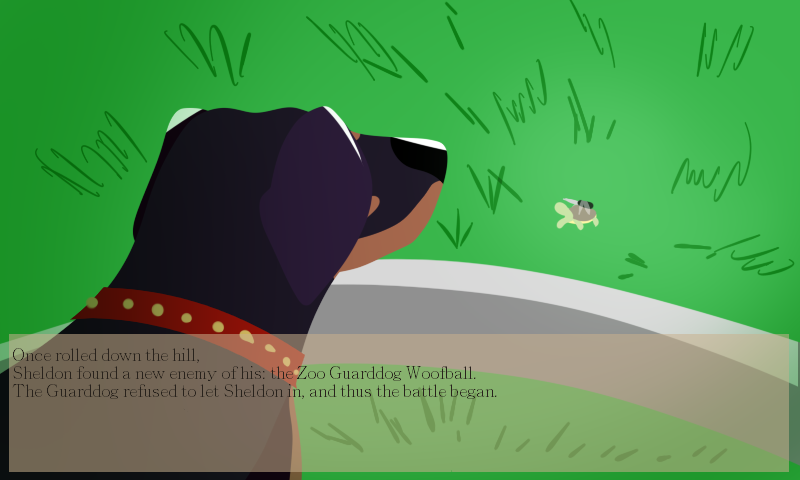 Once rolled down the hill,
Sheldon found a new enemy of his: the Zoo Guarddog Woofball.
The Guarddog refused to let Sheldon in, and thus the battle began.